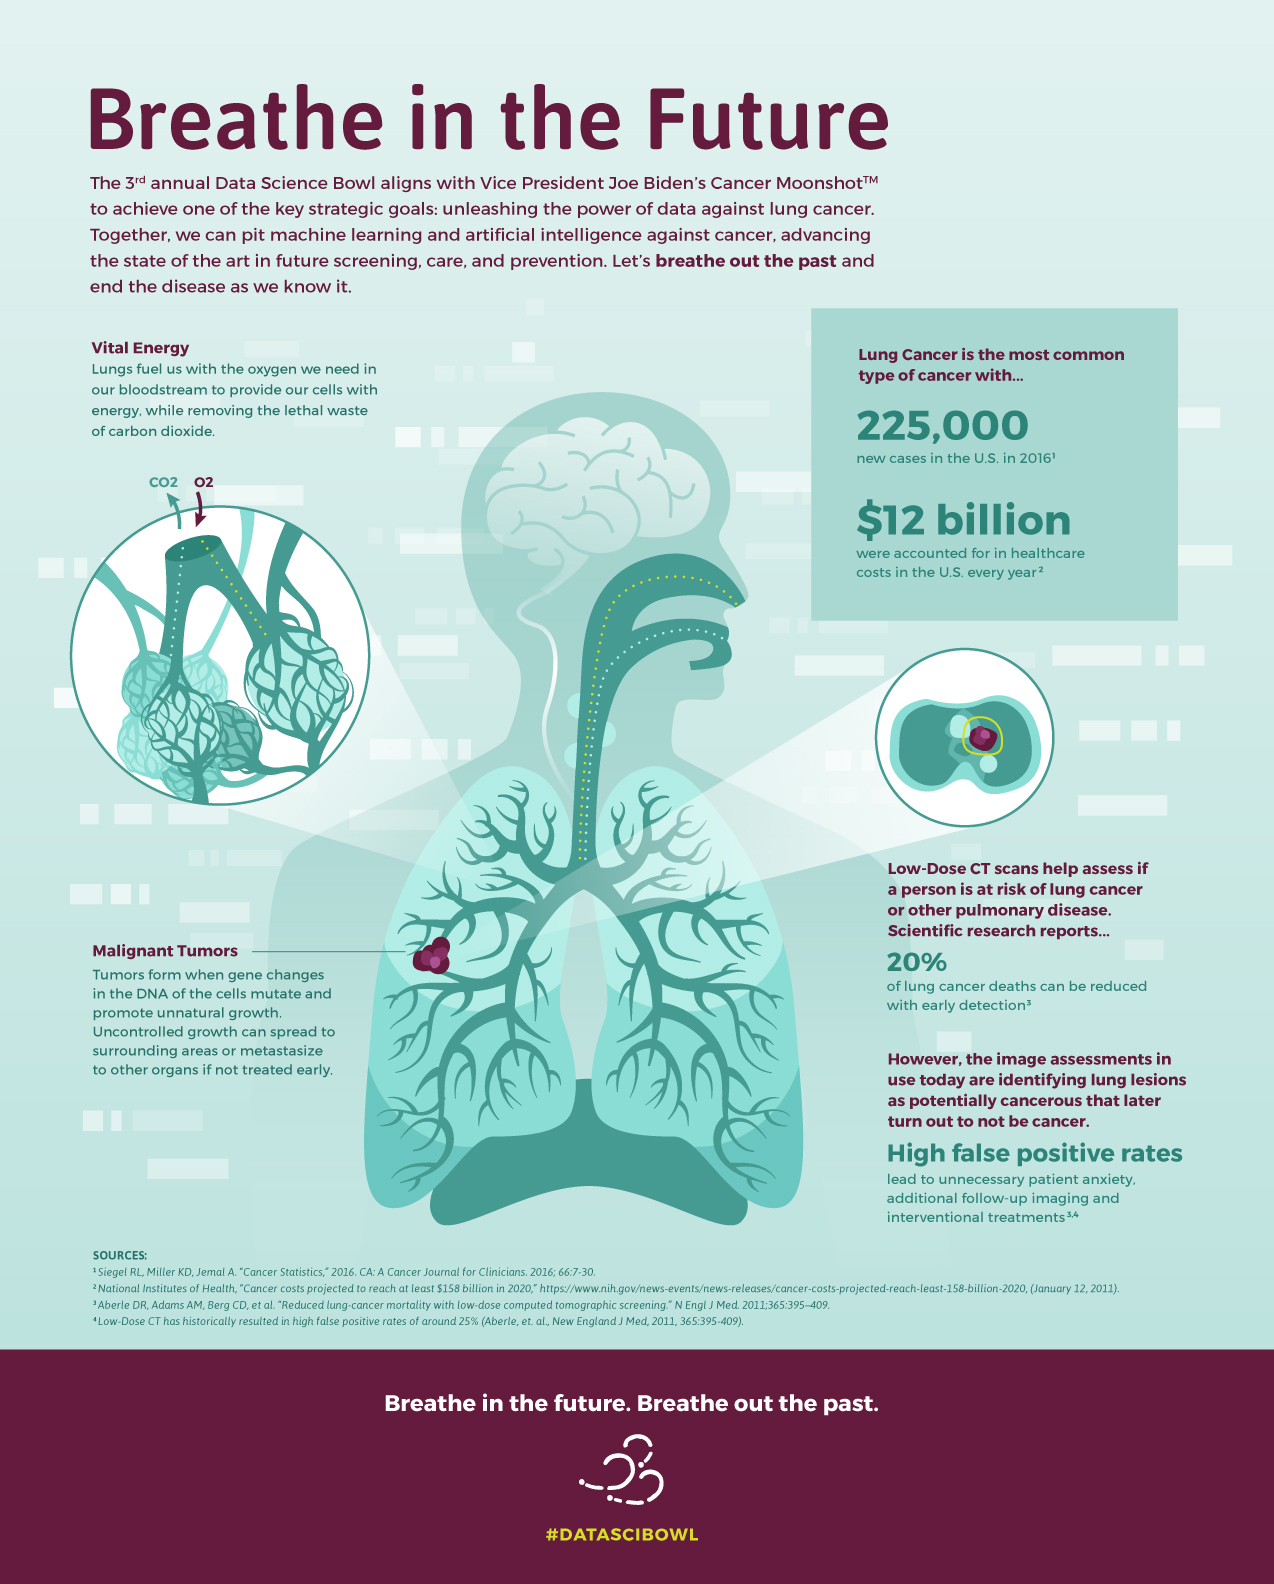 Breathe in the Future
The 3rd annual Data Science Bowl aligns with Vice President Joe Biden's Cancer Moonshot™
to achieve one of the key strategic goals: unleashing the power of data against lung cancer.
Together, we can pit machine learning and artificial intelligence against cancer, advancing
the state of the art in future screening, care, and prevention. Let's breathe out the past and
end the disease as we know it.
Vital Energy
Lungs fuel us with the oxygen we need in
our bloodstream to provide our cells with
energy, while removing the lethal waste
of carbon dioxide.
CO2 O2
Lung Cancer is the most common
type of cancer with...
225,000
new cases in the U.S. in 2016¹
$12 billion
were accounted for in healthcare
costs in the U.S. every year²
Low-Dose CT scans help assess if
a person is at risk of lung cancer
or other pulmonary disease.
Scientific research reports...
20%
of lung cancer deaths can be reduced
with early detection³
Malignant Tumors
Tumors form when gene changes
in the DNA of the cells mutate and
promote unnatural growth.
Uncontrolled growth can spread to
surrounding areas or metastasize
to other organs if not treated early.
However, the image assessments in
use today are identifying lung lesions
as potentially cancerous that later
turn out to not be cancer.
High false positive rates
lead to unnecessary patient anxiety,
additional follow-up imaging and
interventional treatments³,⁴
SOURCES:
¹ Siegel RL, Miller KD, Jemal A. "Cancer Statistics," 2016. CA: A Cancer Journal for Clinicians. 2016; 66:7-30.
² National Institutes of Health, "Cancer costs projected to reach at least $158 billion in 2020," https://www.nih.gov/news-events/news-releases/cancer-costs-projected-reach-least-158-billion-2020, (January 12, 2011).
³ Aberle DR, Adams AM, Berg CD, et al. "Reduced lung-cancer mortality with low-dose computed tomographic screening." N Engl J Med. 2011;365:395–409.
⁴ Low-Dose CT has historically resulted in high false positive rates of around 25% (Aberle, et. al., New England J Med, 2011, 365:395-409).
Breathe in the future. Breathe out the past.
#DATASCIBOWL